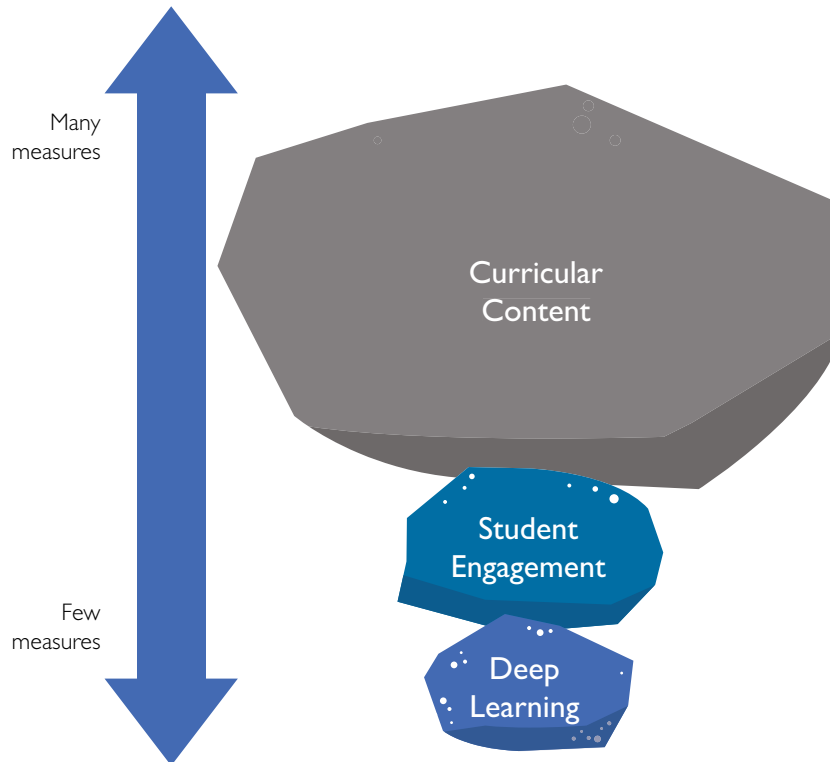 Many
measures
Curricular
Content
Student
Engagement
Few
measures
Deep
Learning